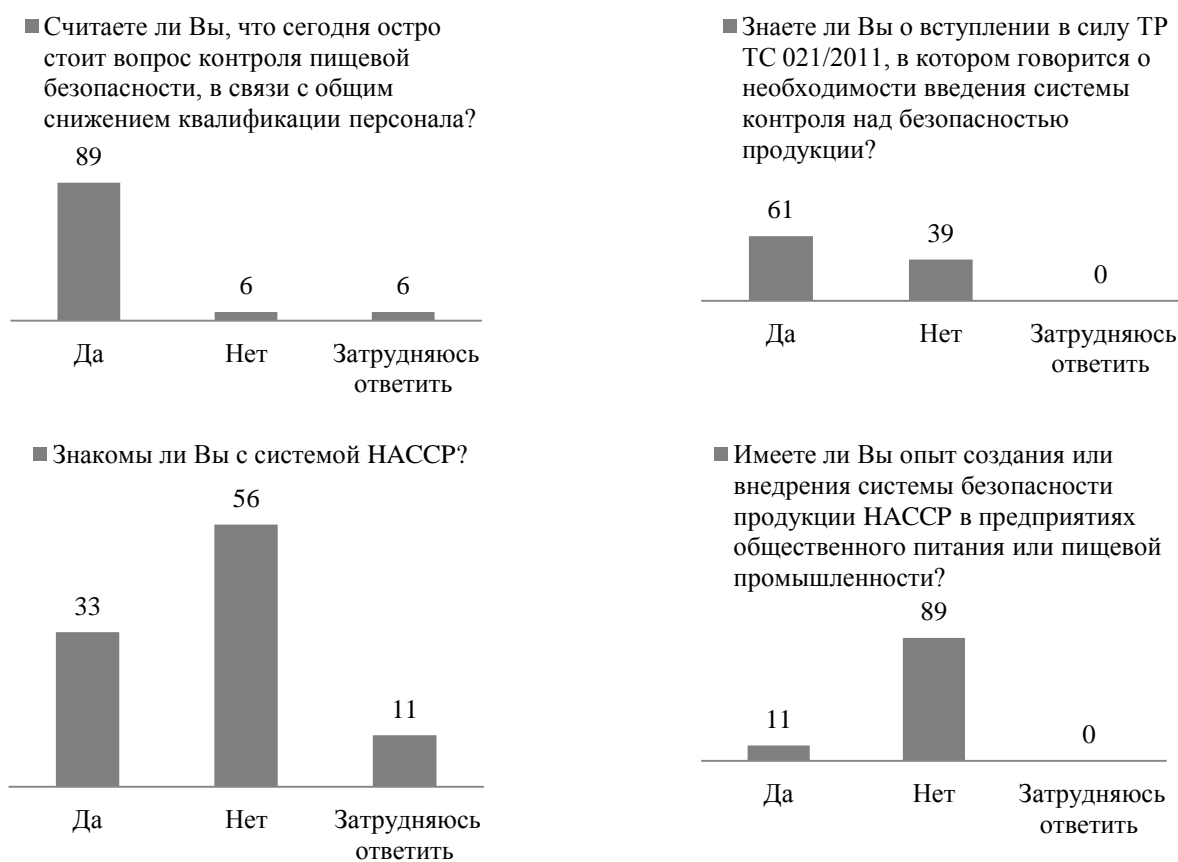 Считаете ли Вы, что сегодня остро
стоит вопрос контроля пищевой
безопасности, в связи с общим
снижением квалификации персонала?
89
6
6
Да
Нет
Затрудняюсь
ответить
Знаете ли Вы о вступлении в силу ТР
ТС 021/2011, в котором говорится о
необходимости введения системы
контроля над безопасностью
продукции?
61
39
0
Да
Нет
Затрудняюсь
ответить
Знакомы ли Вы с системой НАССР?
56
33
11
Да
Нет
Затрудняюсь
ответить
Имеете ли Вы опыт создания или
внедрения системы безопасности
продукции НАССР в предприятиях
общественного питания или пищевой
промышленности?
89
11
0
Да
Нет
Затрудняюсь
ответить